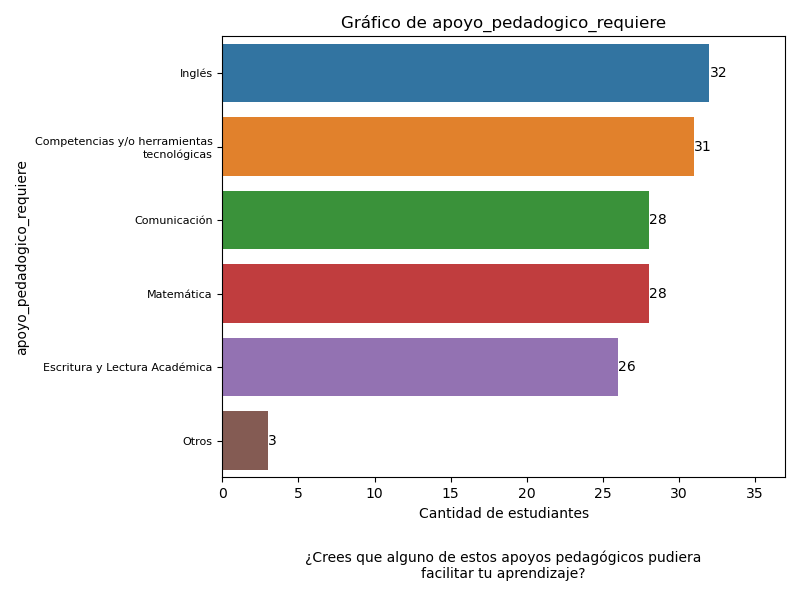 Gráfico de apoyo_pedadogico_requiere
apoyo_pedadogico_requiere
Inglés
32
Competencias y/o herramientas
tecnológicas
31
Comunicación
28
Matemática
28
Escritura y Lectura Académica
26
Otros
3
0 5 10 15 20 25 30 35
Cantidad de estudiantes
¿Crees que alguno de estos apoyos pedagógicos pudiera
facilitar tu aprendizaje?